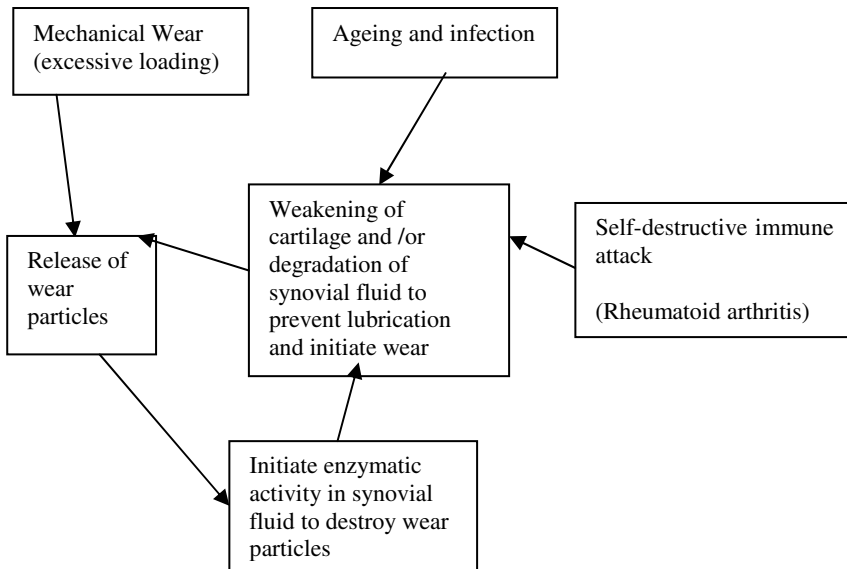 Mechanical Wear
(excessive loading)
Ageing and infection
Weakening of
cartilage and /or
degradation of
synovial fluid to
prevent lubrication
and initiate wear
Self-destructive immune
attack
(Rheumatoid arthritis)
Release of
wear
particles
Initiate enzymatic
activity in synovial
fluid to destroy wear
particles